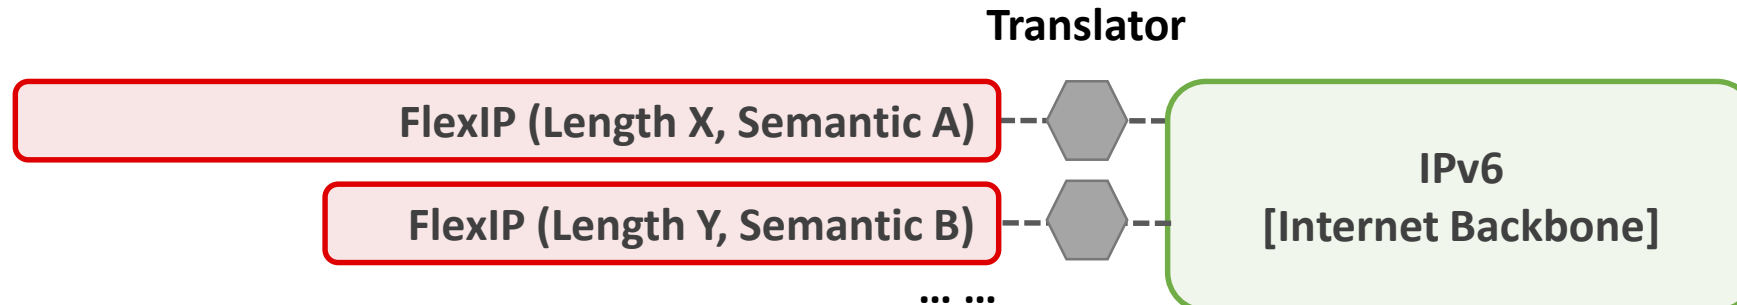 Translator
FlexIP (Length X, Semantic A)
FlexIP (Length Y, Semantic B)
IPv6
[Internet Backbone]
... ...